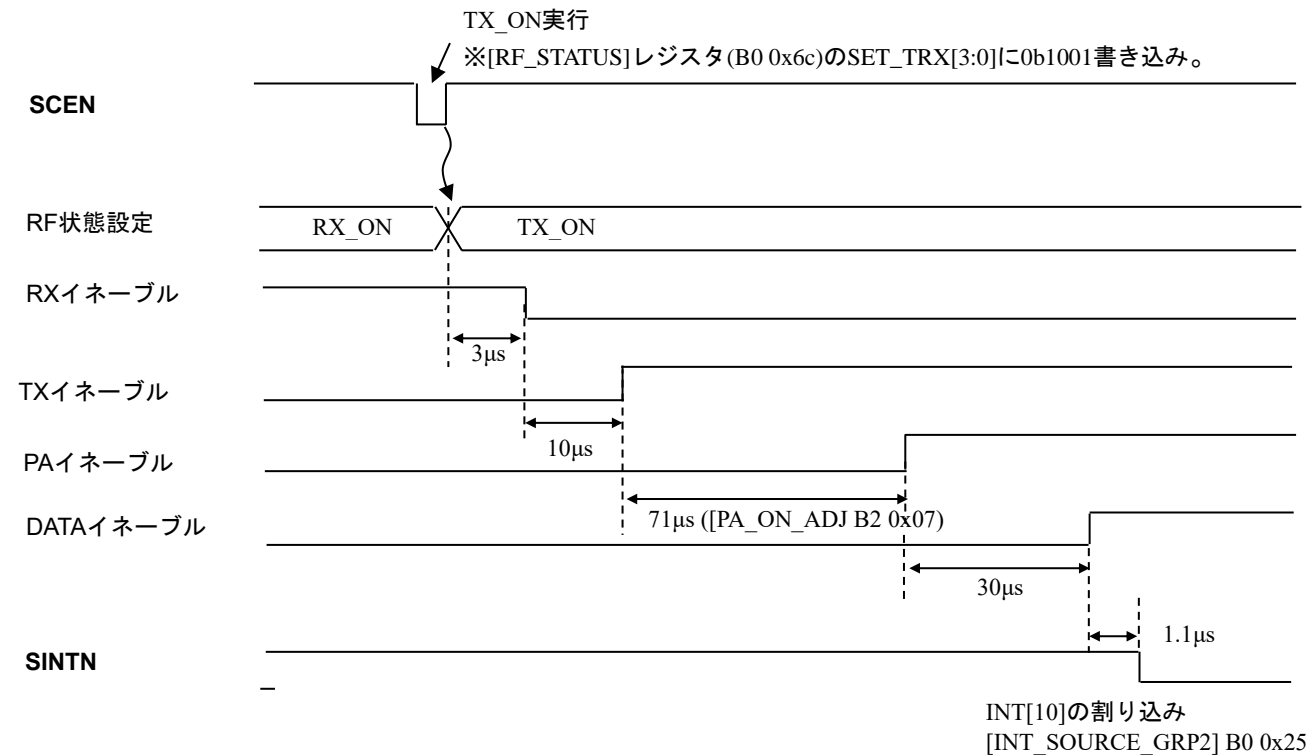 TX_ON実行
※[RF_STATUS]レジスタ(B0 0x6c)のSET_TRX[3:0]に0b1001書き込み。
SCEN
RF状態設定
RX_ON
TX_ON
RXイネーブル
3μs
TXイネーブル
10μs
PAイネーブル
71μs ([PA_ON_ADJ B2 0x07)
DATAイネーブル
30μs
1.1μs
SINTN
INT[10]の割り込み
[INT_SOURCE_GRP2] B0 0x25